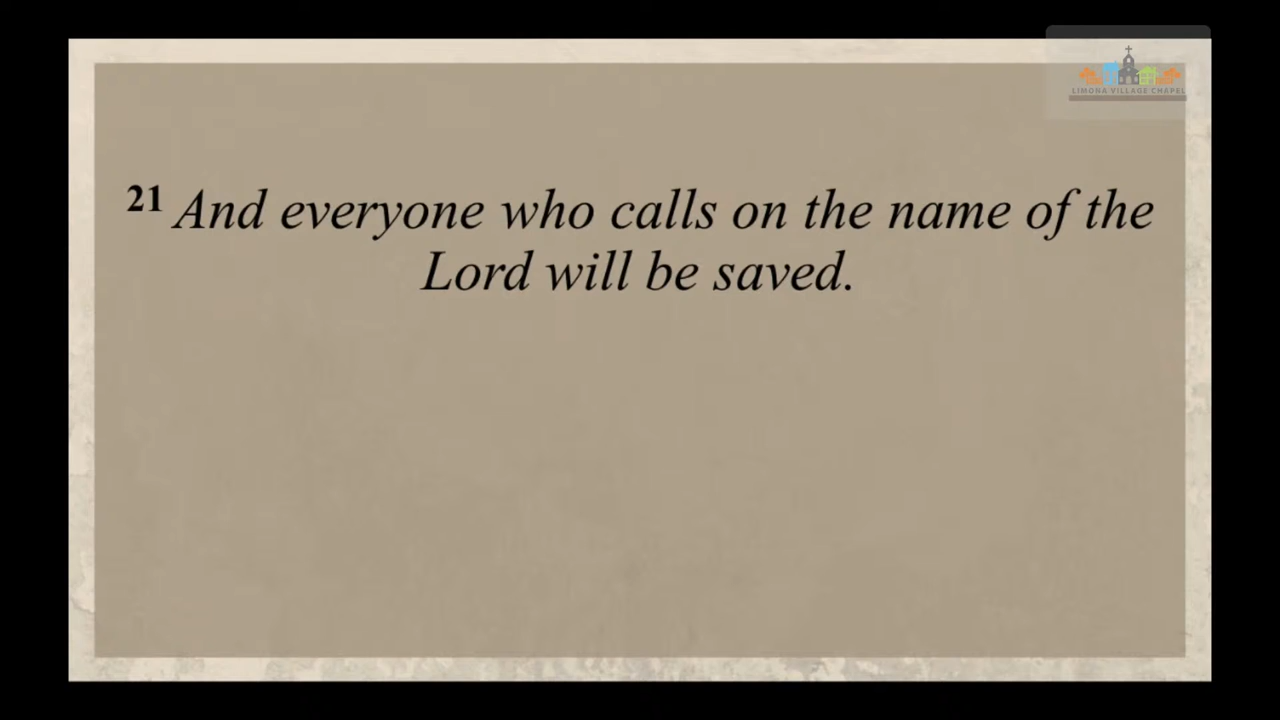 LIMONA VILLAGE CHAPEL
21 And everyone who calls on the name of the
Lord will be saved.